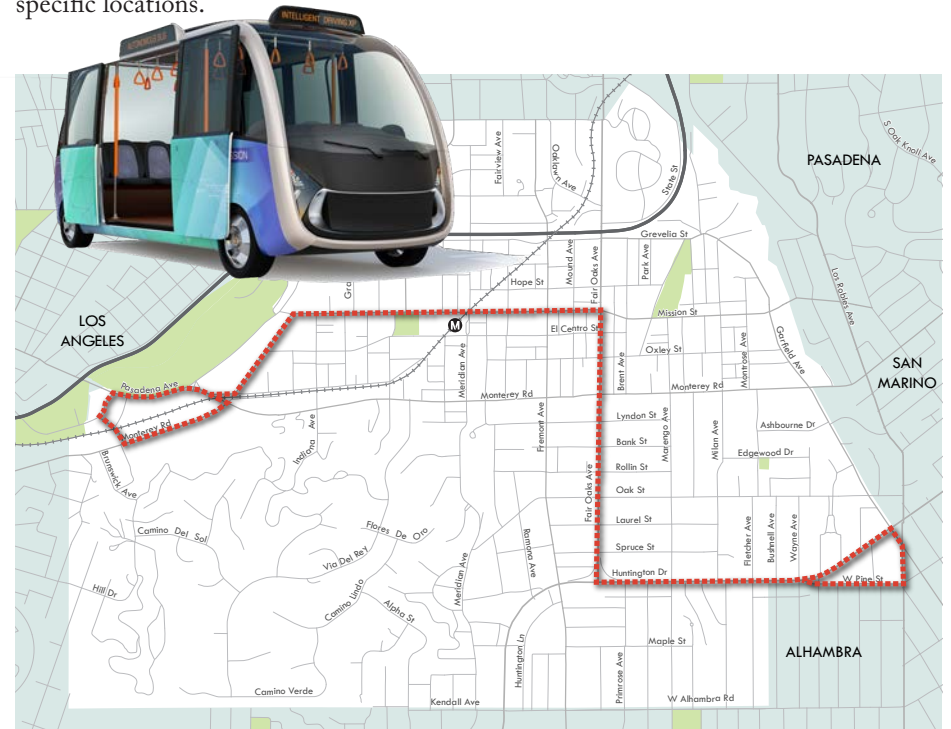 specific locations.
INTELLIGENT DRIVING XP
AUTONOMOUS BUS
Fairview Ave
Oaklawn Ave
State St
PASADENA
S Oak Knoll Ave
Grevelia St
Mound Ave
Fair Oaks Ave
Park Ave
Hope St
Los Robles Ave
Mission St
LOS
ANGELES
M
El Centro St
Garfield Ave
Oxley St
Montrose Ave
SAN
MARINO
Meridian Ave
Brent Ave
Pasadena Ave
Monterey Rd
Monterey Rd
Monterey Rd
Fremont Ave
Lyndon St
Marengo Ave
Milan Ave
Ashbourne Dr
Indiana Ave
Bank St
Edgewood Dr
Brunswick Ave
Rollin St
Fair Oaks Ave
Oak St
Camino Del Sol
Flores De Oro
Laurel St
Fletcher Ave
Bushnell Ave
Wayne Ave
Via Del Rey
Ramona Ave
Spruce St
Meridian Ave
Huntington Dr
W Pine St
Hill Dr
Camino Lindo
Alpha St
Huntington Ln
Maple St
ALHAMBRA
Primrose Ave
Camino Verde
Kendall Ave
W Alhambra Rd